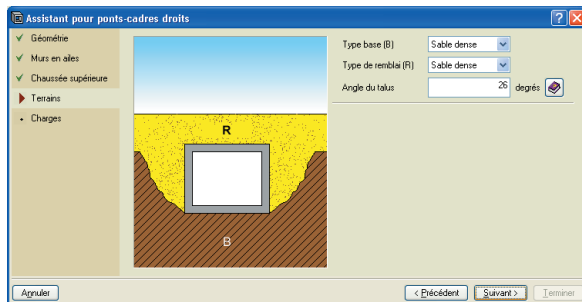 Assistant pour ponts-cadres droits
Géométrie
Murs en ailes
Chaussée supérieure
Terrains
Charges
R
B
Type base (B) Sable dense
Type de remblai (R) Sable dense
Angle du talus 26 degrés
Annuler < Précédent Suivant > Terminer